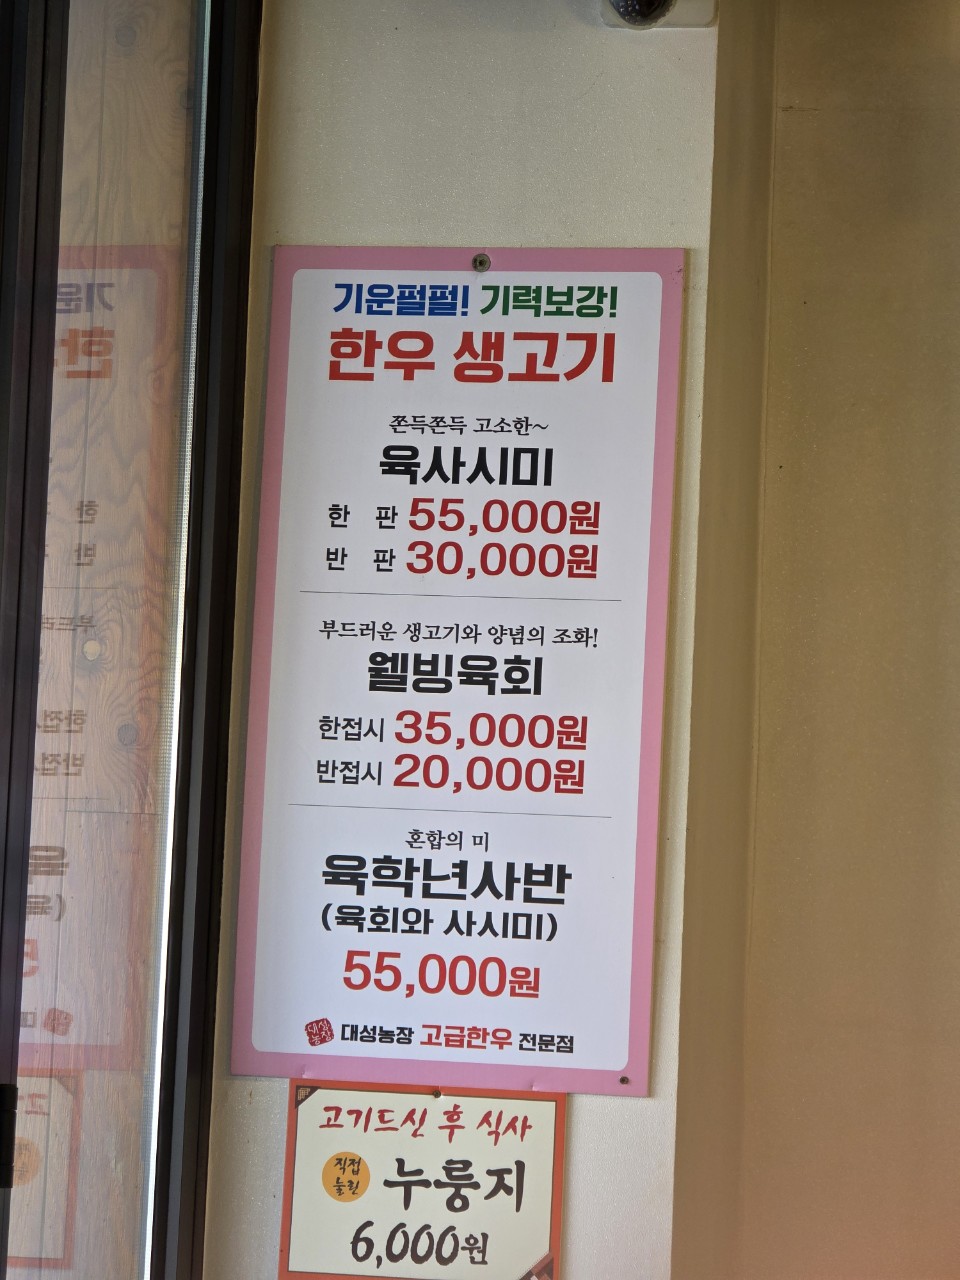 기운펄펄! 기력보강!
한우 생고기
쫀득쫀득 고소한~
육사시미
한 판 55,000원
반 판 30,000원
부드러운 생고기와 양념의 조화!
웰빙육회
한접시 35,000원
반접시 20,000원
혼합의 미
육학년사반
(육회와 사시미)
55,000원
대성농장 대성농장 고급한우 전문점
고기드신 후 식사
직접
눌린
누룽지
6,000원